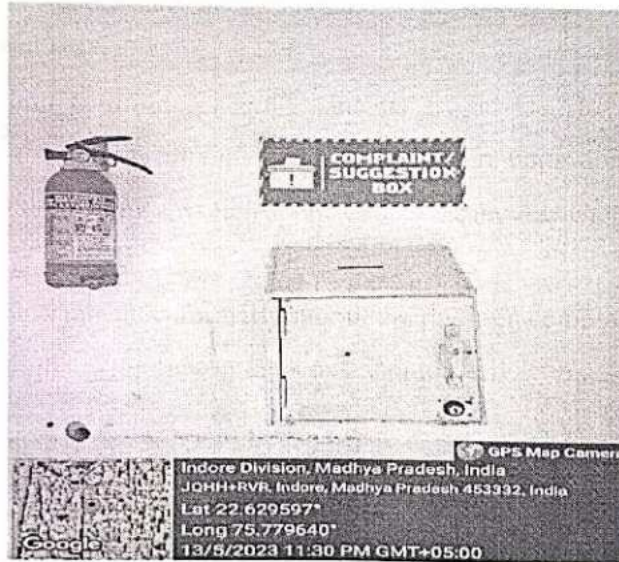 COMPLAINT/
SUGGESTION
BOX
GPS Map Camera
Indore Division, Madhya Pradesh, India
JQHH+RVR, Indore, Madhya Pradesh 453332, India
Lat 22.629597°
Long 75.779640°
13/5/2023 11:30 PM GMT+05:00
Google